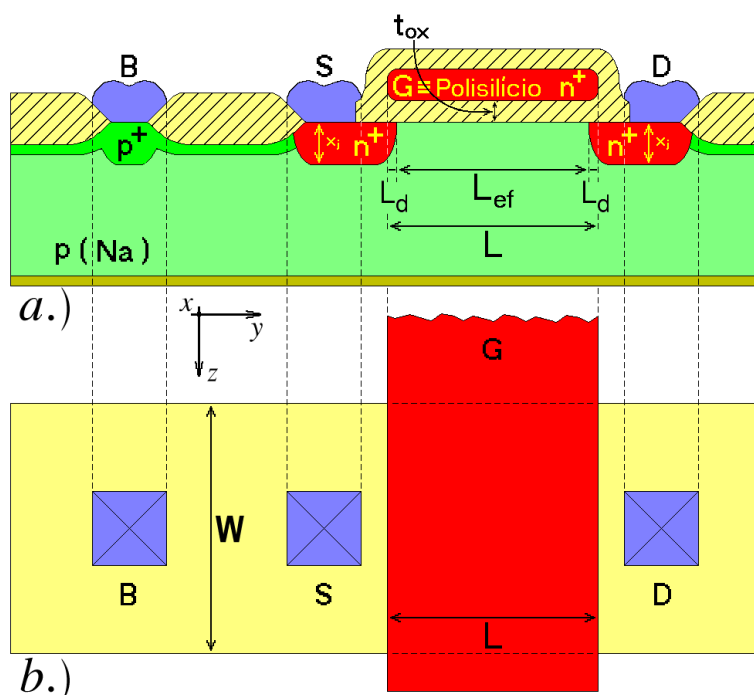 tox
B
S
D
G ≡ Polisilício n+
p+
xj n+
n+ xj
Ld
Lef
Ld
L
p (Na)
a.)
x
y
z
G
W
B
S
D
L
b.)